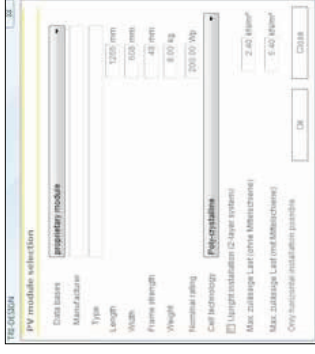 TRI-DESIGN
PV module selection
Data bases proprietary module
Manufacturer
Type
Length 1200 mm
Width 808 mm
Frame strength 43 mm
Weight 8.00 kg
Nominal rating 200.00 Wp
Cell technology Poly-crystalline
Upright installation (2-layer system)
Max. zulässige Last (ohne Mittelschiene) 2.40 kN/m²
Max. zulässige Last (mit Mittelschiene) 5.40 kN/m²
Only horizontal installation possible
Close